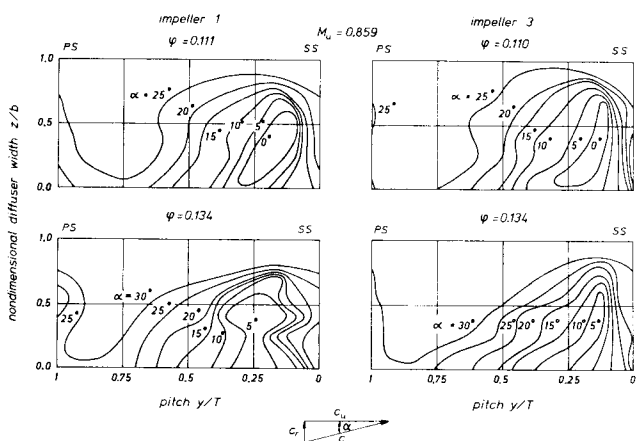 impeller 1
impeller 3
M_u = 0.859
PS φ=0.111 SS
φ=0.110
PS SS
nondimensional diffuser width z/b
1.0
0.5
0.0
α = 25°
20°
15°
10°
5°
0°
25°
α = 25°
20°
15°
10°
5°
0°
φ=0.134
φ=0.134
PS SS
PS SS
1.0
0.5
0.0
25°
α = 30°
25°
20°
15°
10°
5°
α = 30°
25°
20°
15°
10°
5°
1 0.75 0.5 0.25 0
1 0.75 0.5 0.25 0
pitch y/T
pitch y/T
c_u
c_r
α
c